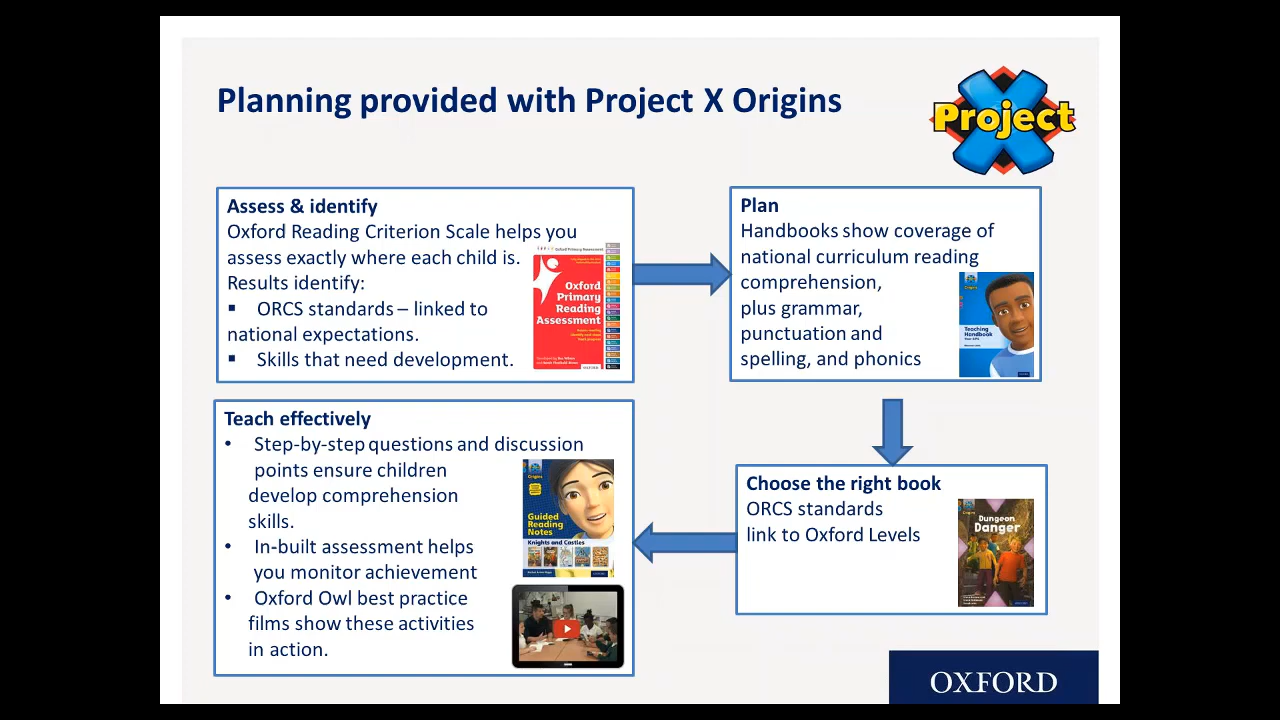 Planning provided with Project X Origins
Project X
Assess & identify
Oxford Reading Criterion Scale helps you
assess exactly where each child is.
Results identify:
▪ ORCS standards – linked to
national expectations.
▪ Skills that need development.
Oxford
Primary
Reading
Assessment
OXFORD
Plan
Handbooks show coverage of
national curriculum reading
comprehension,
plus grammar,
punctuation and
spelling, and phonics
Origins
Teaching
Handbook
Choose the right book
ORCS standards
link to Oxford Levels
Dungeon
Danger
Teach effectively
• Step-by-step questions and discussion
points ensure children
develop comprehension
skills.
• In-built assessment helps
you monitor achievement
• Oxford Owl best practice
films show these activities
in action.
Origins
Guided
Reading
Notes
Knights and Castles
OXFORD